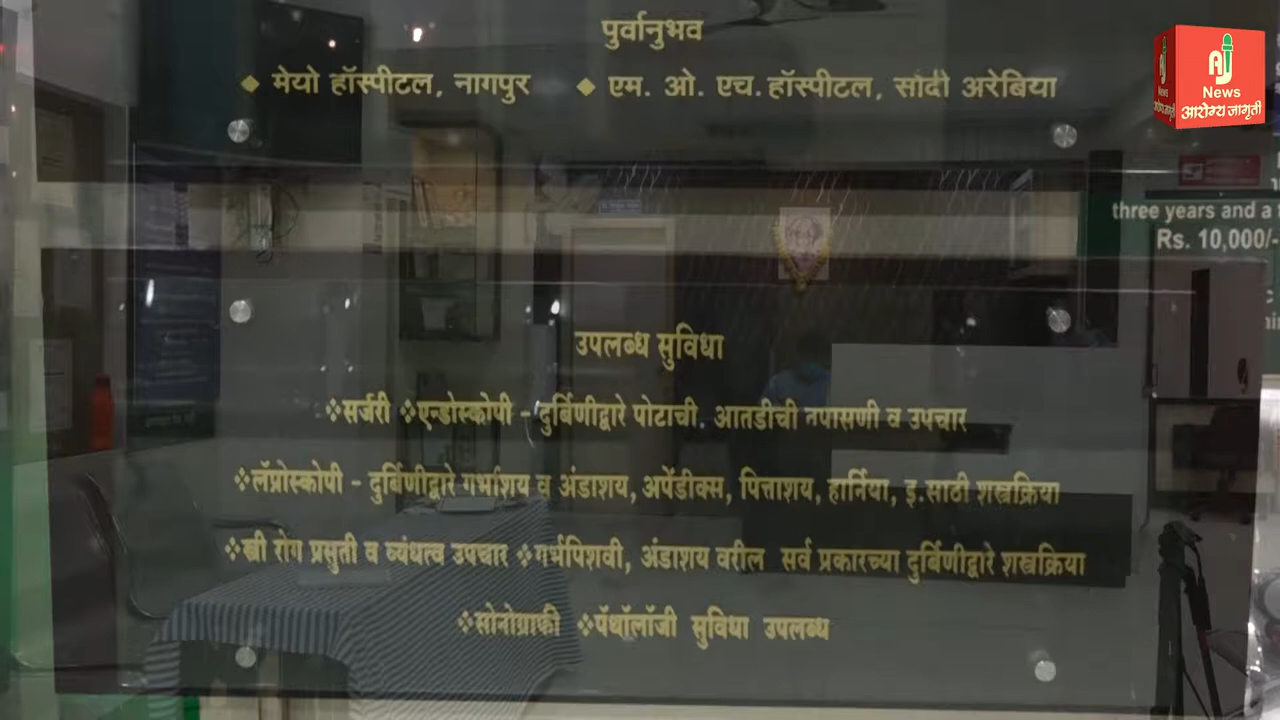 पुर्वानुभव
◆ मेयो हॉस्पीटल, नागपुर ◆ एम. ओ. एच. हॉस्पीटल, सौदी अरेबिया
AJ
News
आरोग्य जागृती
three years and a
Rs. 10,000/-
उपलब्ध सुविधा
❖सर्जरी ❖एन्डोस्कोपी - दुर्बिणीद्वारे पोटाची. आतडीची तपासणी व उपचार
❖लॅप्रोस्कोपी - दुर्बिणीद्वारे गर्भाशय व अंडाशय, अपेंडीक्स, पित्ताशय, हार्निया, इ.साठी शस्त्रक्रिया
❖स्त्री रोग प्रसुती व व्यंधत्व उपचार ❖गर्भपिशवी, अंडाशय वरील सर्व प्रकारच्या दुर्बिणीद्वारे शस्त्रक्रिया
❖सोनोग्राफी ❖पॅथॉलॉजी सुविधा उपलब्ध